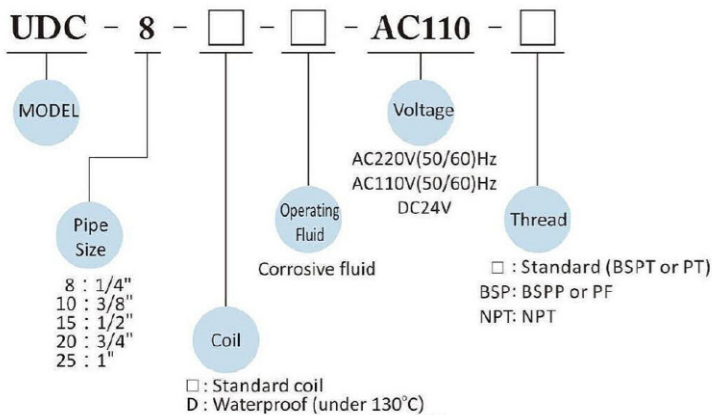 UDC - 8 - □ - □ - AC110 - □
MODEL
Voltage
AC220V(50/60)Hz
AC110V(50/60)Hz
DC24V
Pipe
Size
8 : 1/4"
10 : 3/8"
15 : 1/2"
20 : 3/4"
25 : 1"
Operating
Fluid
Corrosive fluid
Thread
□ : Standard (BSPT or PT)
BSP: BSPP or PF
NPT: NPT
Coil
□ : Standard coil
D : Waterproof (under 130°C)